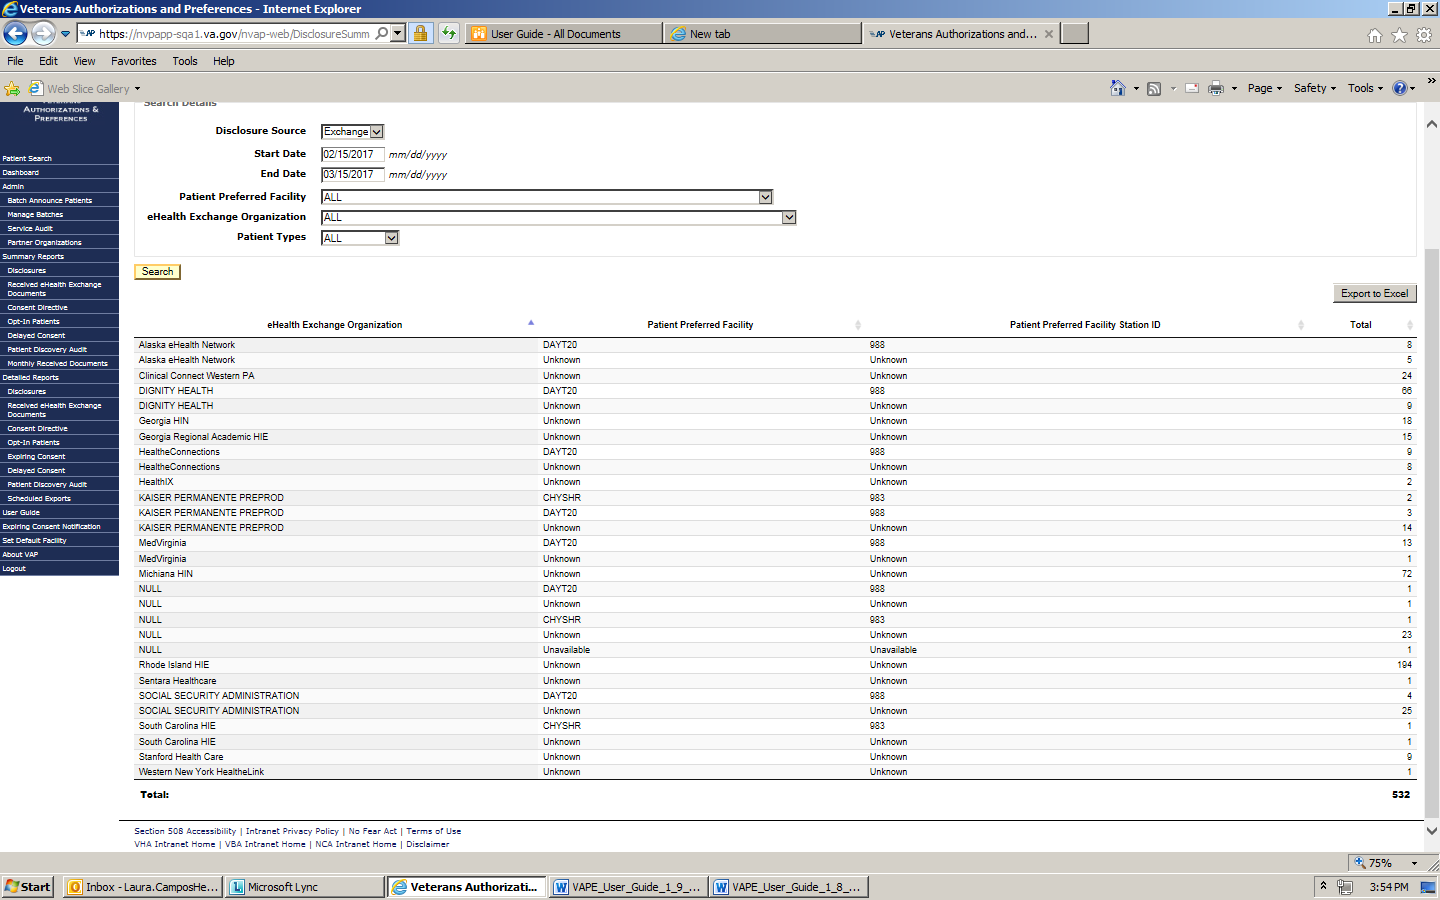 Veterans Authorizations and Preferences - Internet Explorer
https://nvpapp-sqa1.va.gov/nvap-web/DisclosureSumm
User Guide - All Documents
New tab
Veterans Authorizations and...
File Edit View Favorites Tools Help
Web Slice Gallery
Page Safety Tools
Authorizations &
Preferences
Patient Search
Dashboard
Admin
Batch Announce Patients
Manage Batches
Service Audit
Partner Organizations
Summary Reports
Disclosures
Received eHealth Exchange
Documents
Consent Directive
Opt-In Patients
Delayed Consent
Patient Discovery Audit
Monthly Received Documents
Detailed Reports
Disclosures
Received eHealth Exchange
Documents
Consent Directive
Opt-In Patients
Expiring Consent
Delayed Consent
Patient Discovery Audit
Scheduled Exports
User Guide
Expiring Consent Notification
Set Default Facility
About VAP
Logout
Search Details
Disclosure Source Exchange
Start Date 02/15/2017 mm/dd/yyyy
End Date 03/15/2017 mm/dd/yyyy
Patient Preferred Facility ALL
eHealth Exchange Organization ALL
Patient Types ALL
Search
Export to Excel
eHealth Exchange Organization Patient Preferred Facility Patient Preferred Facility Station ID Total
Alaska eHealth Network DAYT20 988 8
Alaska eHealth Network Unknown Unknown 5
Clinical Connect Western PA Unknown Unknown 24
DIGNITY HEALTH DAYT20 988 66
DIGNITY HEALTH Unknown Unknown 9
Georgia HIN Unknown Unknown 18
Georgia Regional Academic HIE Unknown Unknown 15
HealtheConnections DAYT20 988 9
HealtheConnections Unknown Unknown 8
HealthIX Unknown Unknown 2
KAISER PERMANENTE PREPROD CHYSHR 983 2
KAISER PERMANENTE PREPROD DAYT20 988 3
KAISER PERMANENTE PREPROD Unknown Unknown 14
MedVirginia DAYT20 988 13
MedVirginia Unknown Unknown 1
Michiana HIN Unknown Unknown 72
NULL DAYT20 988 1
NULL Unknown Unknown 1
NULL CHYSHR 983 1
NULL Unknown Unknown 23
NULL Unavailable Unavailable 1
Rhode Island HIE Unknown Unknown 194
Sentara Healthcare Unknown Unknown 1
SOCIAL SECURITY ADMINISTRATION DAYT20 988 4
SOCIAL SECURITY ADMINISTRATION Unknown Unknown 25
South Carolina HIE CHYSHR 983 1
South Carolina HIE Unknown Unknown 1
Stanford Health Care Unknown Unknown 9
Western New York HealtheLink Unknown Unknown 1
Total: 532
Section 508 Accessibility | Intranet Privacy Policy | No Fear Act | Terms of Use
VHA Intranet Home | VBA Intranet Home | NCA Intranet Home | Disclaimer
75%
Start Inbox - Laura.CamposHe... Microsoft Lync Veterans Authorizati... VAPE_User_Guide_1_9_... VAPE_User_Guide_1_8_... 3:54 PM